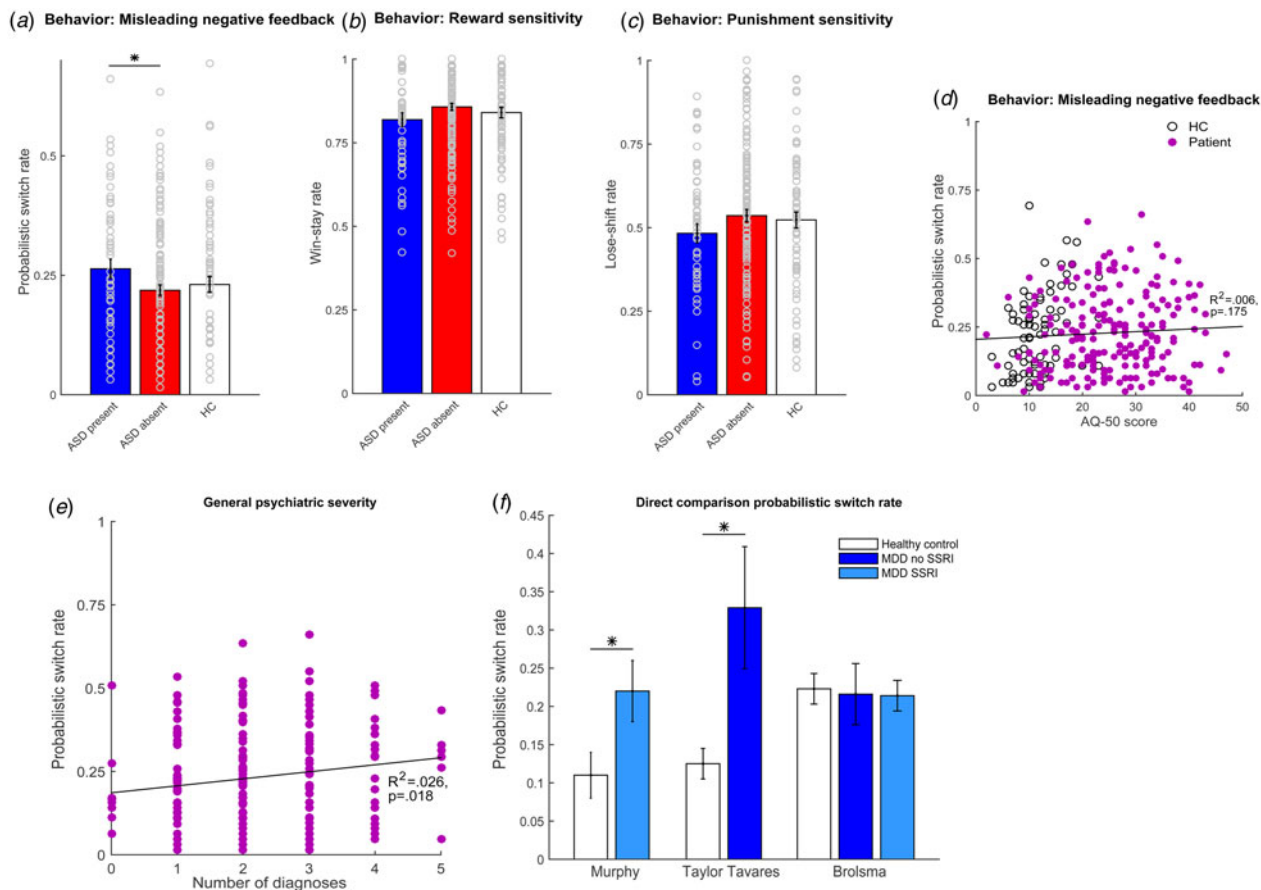 (a) Behavior: Misleading negative feedback
*
Probabilistic switch rate
0.5
0.25
0
ASD present
ASD absent
HC
(b) Behavior: Reward sensitivity
Win-stay rate
1
0.75
0.5
0.25
0
ASD present
ASD absent
HC
(c) Behavior: Punishment sensitivity
Lose-shift rate
1
0.75
0.5
0.25
0
ASD present
ASD absent
HC
(d) Behavior: Misleading negative feedback
HC
Patient
Probabilistic switch rate
1
0.75
0.5
0.25
0
R²=.006,
p=.175
0 10 20 30 40 50
AQ-50 score
(e) General psychiatric severity
Probabilistic switch rate
1
0.75
0.5
0.25
0
R²=.026,
p=.018
0 1 2 3 4 5
Number of diagnoses
(f) Direct comparison probabilistic switch rate
Healthy control
MDD no SSRI
MDD SSRI
*
*
Probabilistic switch rate
0.45
0.4
0.35
0.3
0.25
0.2
0.15
0.1
0.05
0
Murphy Taylor Tavares Brolsma